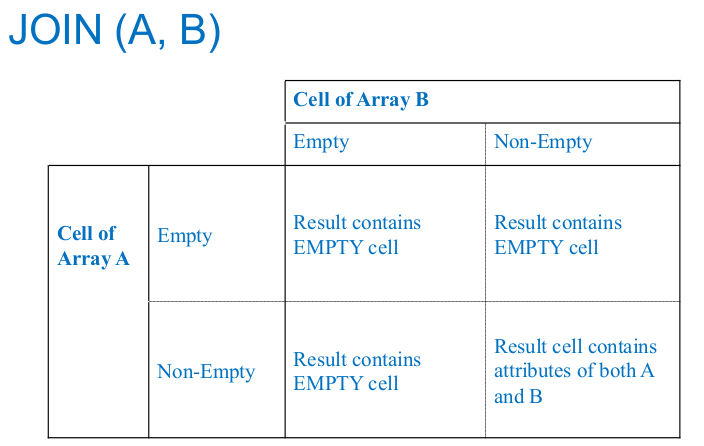 JOIN (A, B)
Cell of Array B
Empty
Non-Empty
Cell of
Array A
Empty
Result contains
EMPTY cell
Result contains
EMPTY cell
Non-Empty
Result contains
EMPTY cell
Result cell contains
attributes of both A
and B